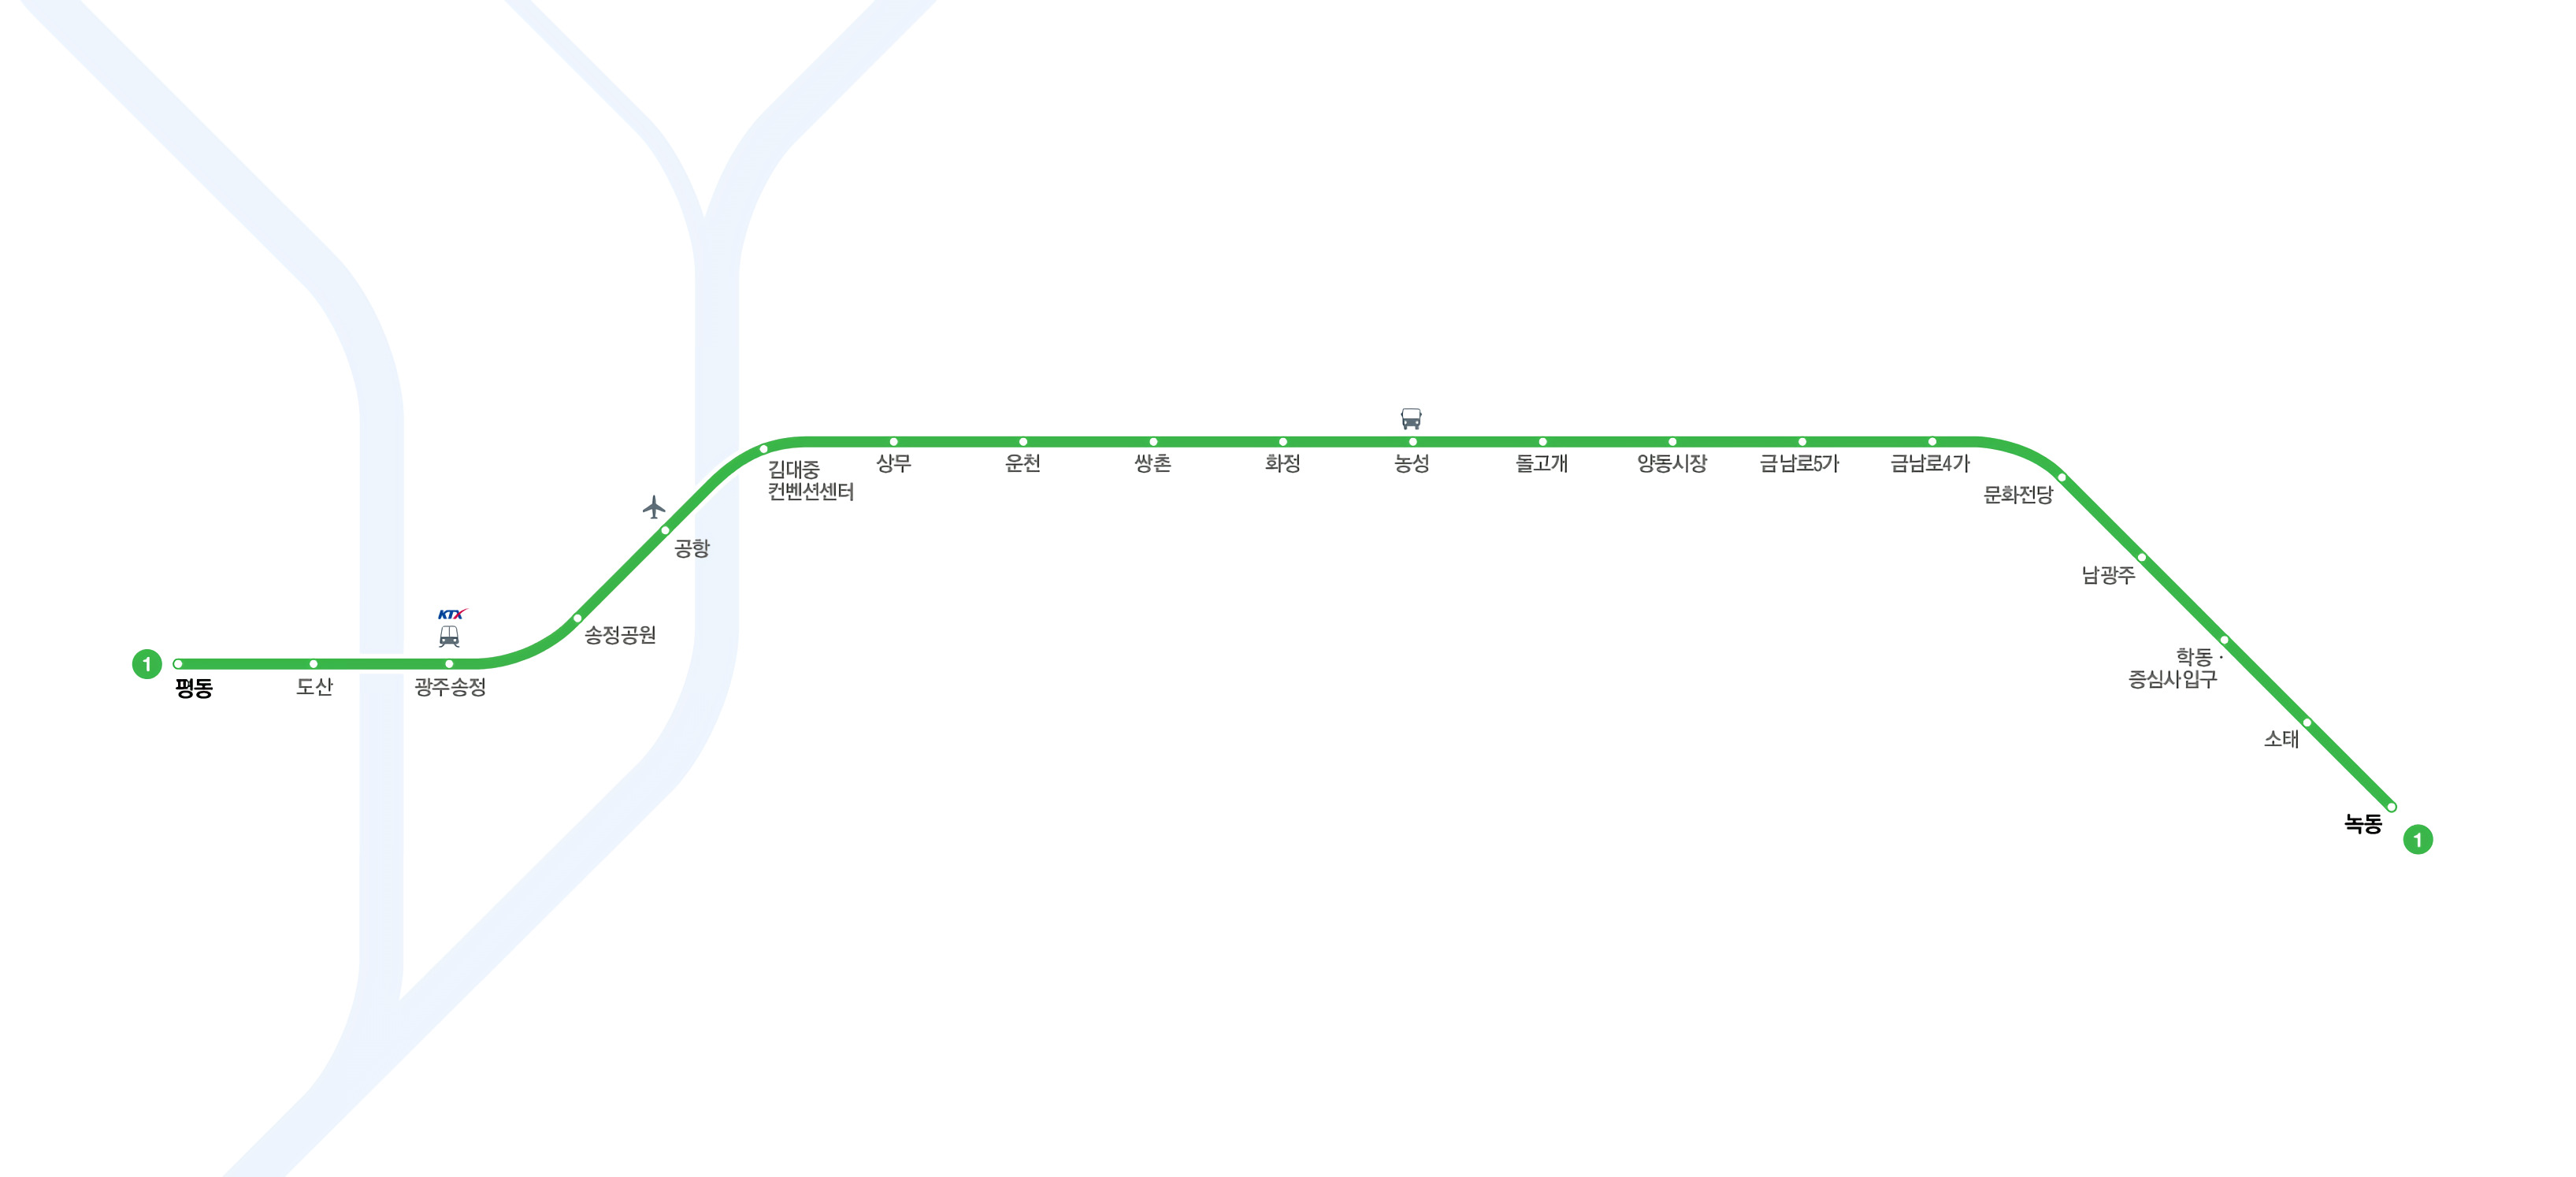 1
평동
도산
KTX
광주송정
송정공원
공항
김대중
컨벤션센터
상무
운천
쌍촌
화정
농성
돌고개
양동시장
금남로5가
금남로4가
문화전당
남광주
학동·
증심사입구
소태
녹동
1